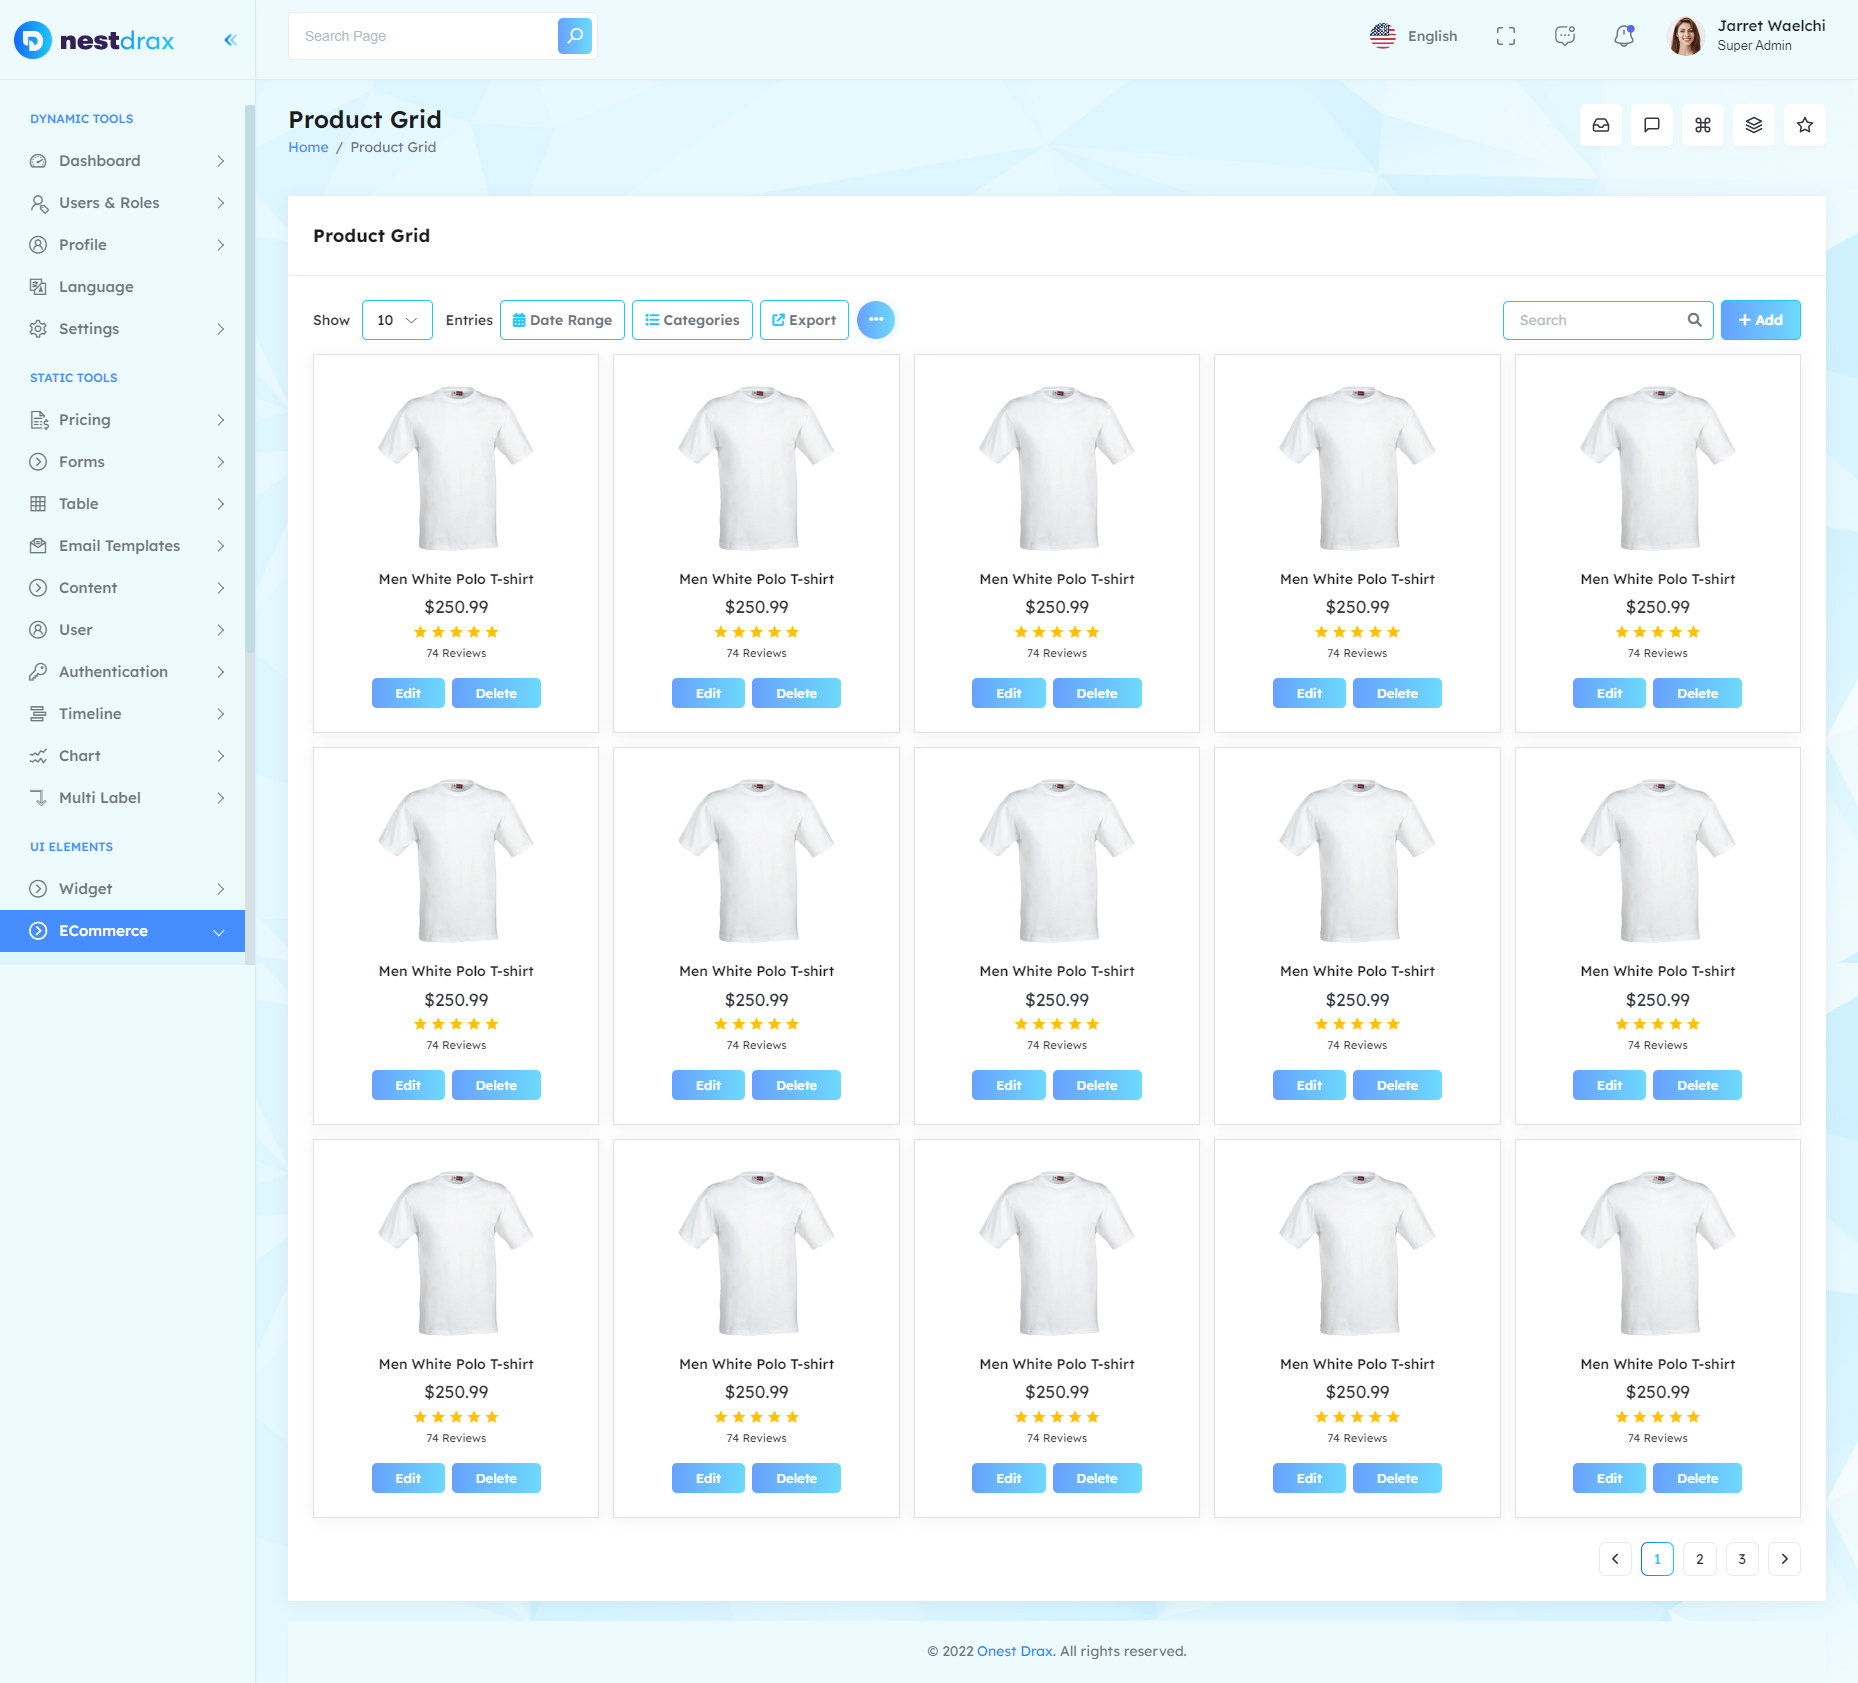 nestdrax
Search Page
English
Jarret Waelchi
Super Admin
DYNAMIC TOOLS
Dashboard
Users & Roles
Profile
Language
Settings
STATIC TOOLS
Pricing
Forms
Table
Email Templates
Content
User
Authentication
Timeline
Chart
Multi Label
UI ELEMENTS
Widget
ECommerce
Product Grid
Home / Product Grid
Product Grid
Show 10 Entries Date Range Categories Export Search + Add
Men White Polo T-shirt Men White Polo T-shirt Men White Polo T-shirt Men White Polo T-shirt Men White Polo T-shirt
$250.99 $250.99 $250.99 $250.99 $250.99
74 Reviews 74 Reviews 74 Reviews 74 Reviews 74 Reviews
Edit Delete Edit Delete Edit Delete Edit Delete Edit Delete
Men White Polo T-shirt Men White Polo T-shirt Men White Polo T-shirt Men White Polo T-shirt Men White Polo T-shirt
$250.99 $250.99 $250.99 $250.99 $250.99
74 Reviews 74 Reviews 74 Reviews 74 Reviews 74 Reviews
Edit Delete Edit Delete Edit Delete Edit Delete Edit Delete
Men White Polo T-shirt Men White Polo T-shirt Men White Polo T-shirt Men White Polo T-shirt Men White Polo T-shirt
$250.99 $250.99 $250.99 $250.99 $250.99
74 Reviews 74 Reviews 74 Reviews 74 Reviews 74 Reviews
Edit Delete Edit Delete Edit Delete Edit Delete Edit Delete
1 2 3
© 2022 Onest Drax. All rights reserved.